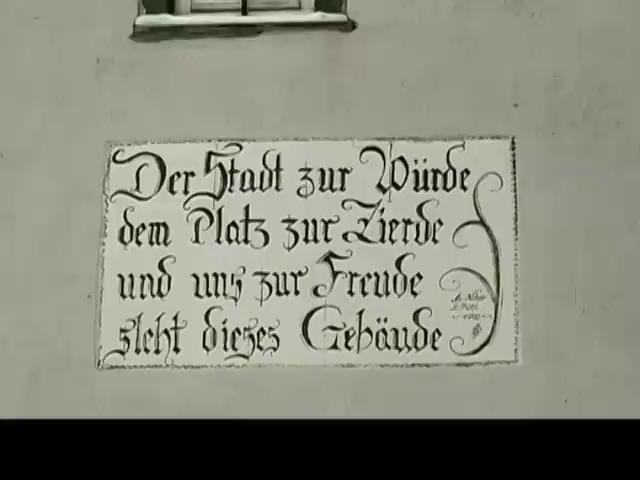 Der Stadt zur Würde
dem Platz zur Zierde
und uns zur Freude
steht dieses Gebäude